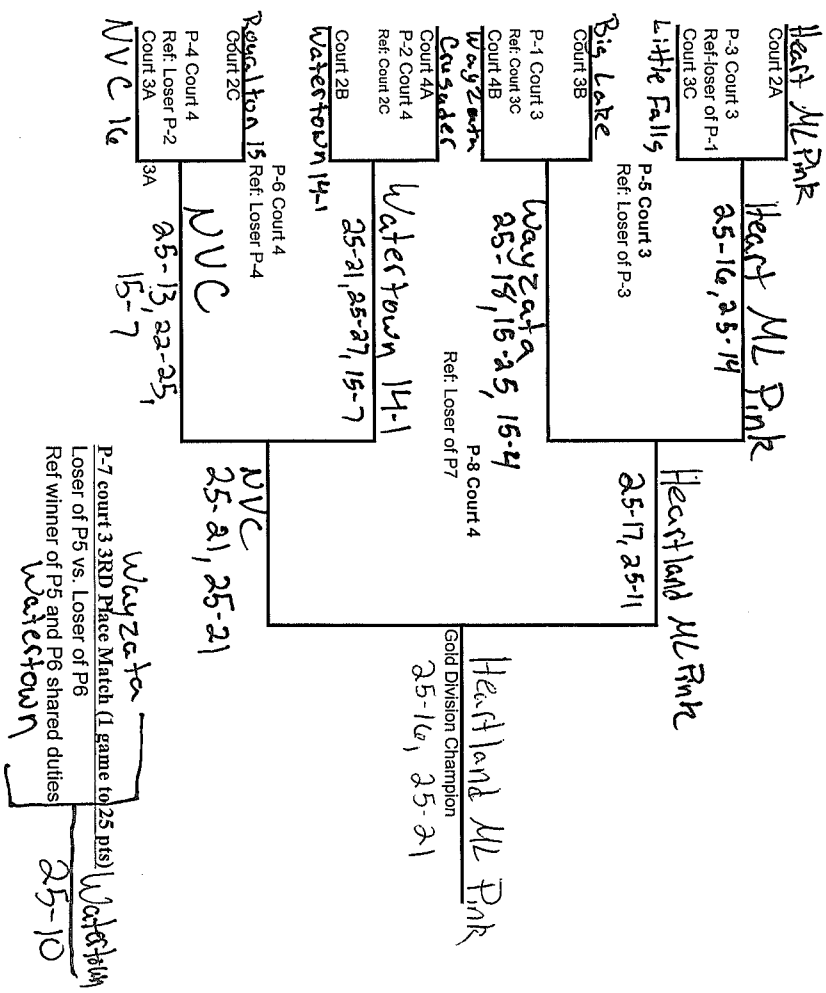 Heart ML Pink
Court 2A
P-3 Court 3
Ref-loser of P-1
Court 3C
Little Falls
Heart ML Pink
25-16, 25-14
P-5 Court 3
Ref: Loser of P-3
Big Lake
Court 3B
P-1 Court 3
Ref: Court 3C
Court 4B
Wayzata
Wayzata
25-18, 15-25, 15-4
Heartland ML Pink
25-17, 25-11
P-8 Court 4
Ref: Loser of P7
Heartland ML Pink
Gold Division Champion
25-16, 25-21
Crusader
Court 4A
P-2 Court 4
Ref: Court 2C
Court 2B
Watertown 14-1
Watertown 14-1
25-21, 25-27, 15-7
P-6 Court 4
Ref: Loser P-4
Royalton 15
Court 2C
P-4 Court 4
Ref: Loser P-2
Court 3A
3A
NVC 16
NVC
25-13, 22-25,
15-7
NVC
25-21, 25-21
P-7 court 3 3RD Place Match (1 game to 25 pts)
Loser of P5 vs. Loser of P6
Ref winner of P5 and P6 shared duties
Wayzata
Watertown
Watertown
25-10